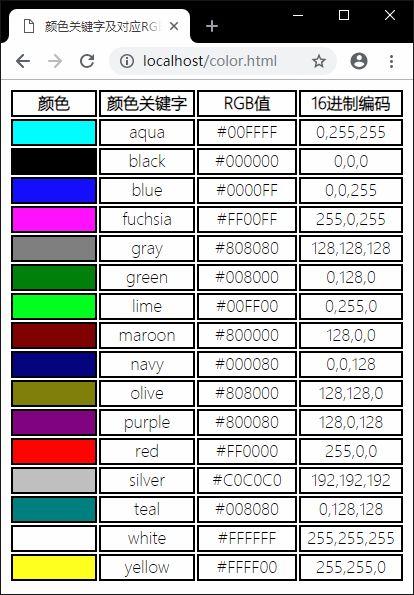 颜色关键字及对应RG
localhost/color.html
颜色 颜色关键字 RGB值 16进制编码
aqua #00FFFF 0,255,255
black #000000 0,0,0
blue #0000FF 0,0,255
fuchsia #FF00FF 255,0,255
gray #808080 128,128,128
green #008000 0,128,0
lime #00FF00 0,255,0
maroon #800000 128,0,0
navy #000080 0,0,128
olive #808000 128,128,0
purple #800080 128,0,128
red #FF0000 255,0,0
silver #C0C0C0 192,192,192
teal #008080 0,128,128
white #FFFFFF 255,255,255
yellow #FFFF00 255,255,0